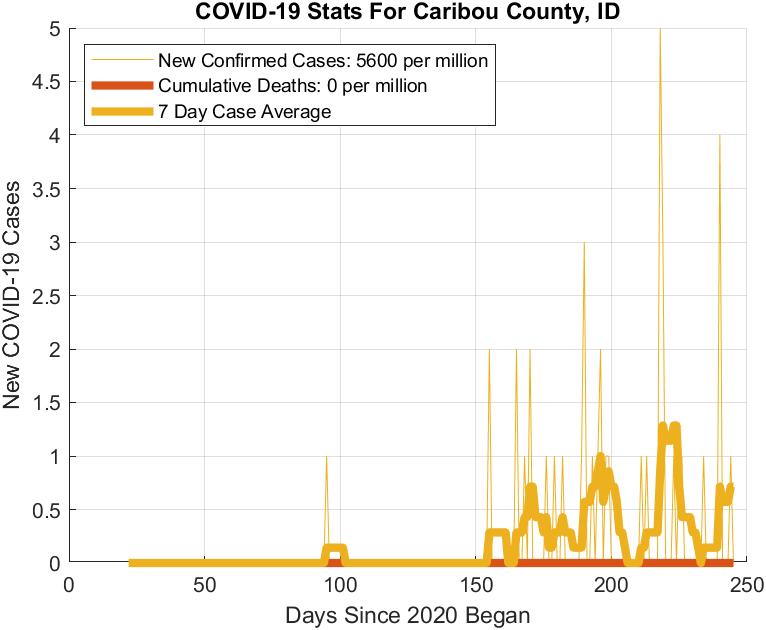 COVID-19 Stats For Caribou County, ID
New Confirmed Cases: 5600 per million
Cumulative Deaths: 0 per million
7 Day Case Average
New COVID-19 Cases
5
4.5
4
3.5
3
2.5
2
1.5
1
0.5
0
0 50 100 150 200 250
Days Since 2020 Began